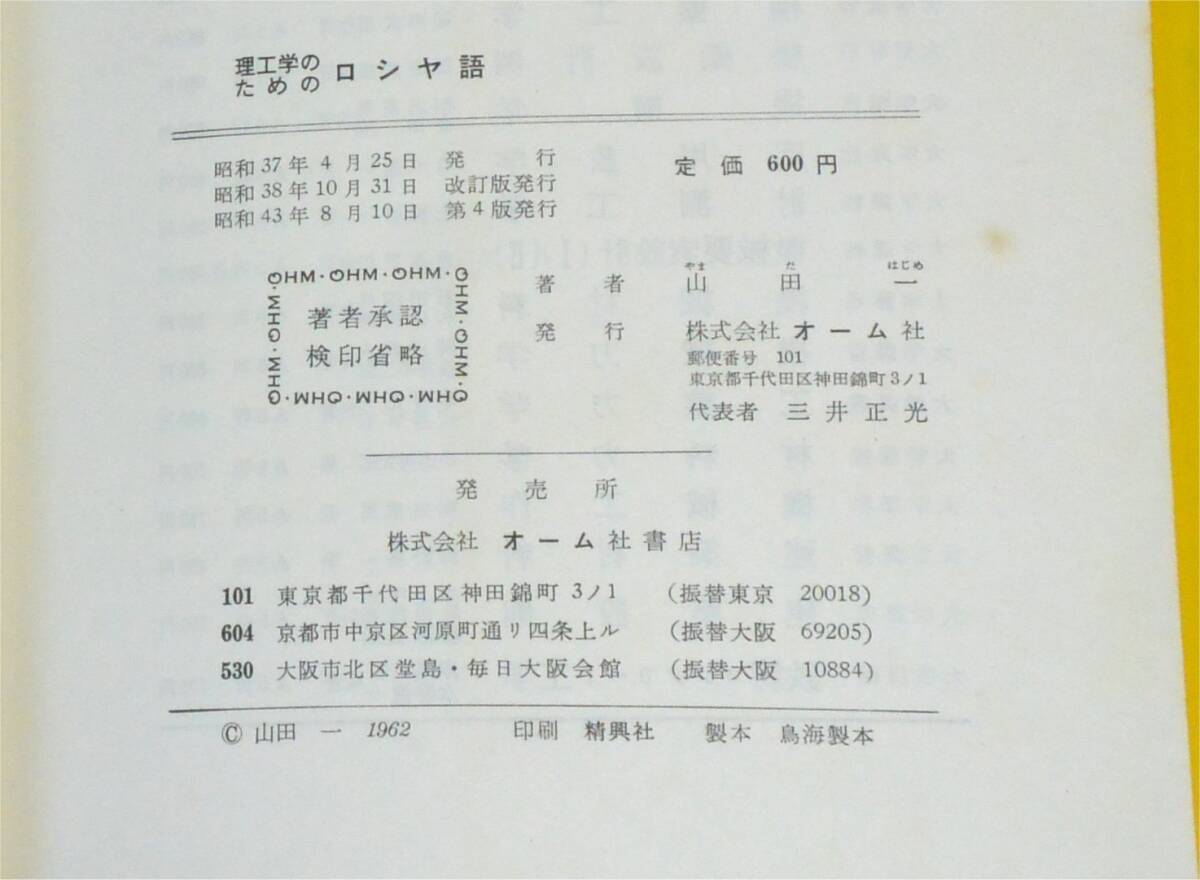 理工学の
ための ロシヤ語
昭和37年 4月25日 発 行
昭和38年10月31日 改訂版発行
昭和43年 8月10日 第4版発行
定 価 600 円
OHM・OHM・OHM・OHM・OHM・OHM・OHM・OHM・OHM・OHM
著者承認
検印省略
やま だ はじめ
著 者 山 田 一
発 行 株式会社 オーム社
郵便番号 101
東京都千代田区神田錦町3ノ1
代表者 三井正光
発 売 所
株式会社 オーム社書店
101 東京都千代田区神田錦町 3ノ1 (振替東京 20018)
604 京都市中京区河原町通リ四条上ル (振替大阪 69205)
530 大阪市北区堂島・毎日大阪会館 (振替大阪 10884)
© 山田 一 1962 印刷 精興社 製本 鳥海製本